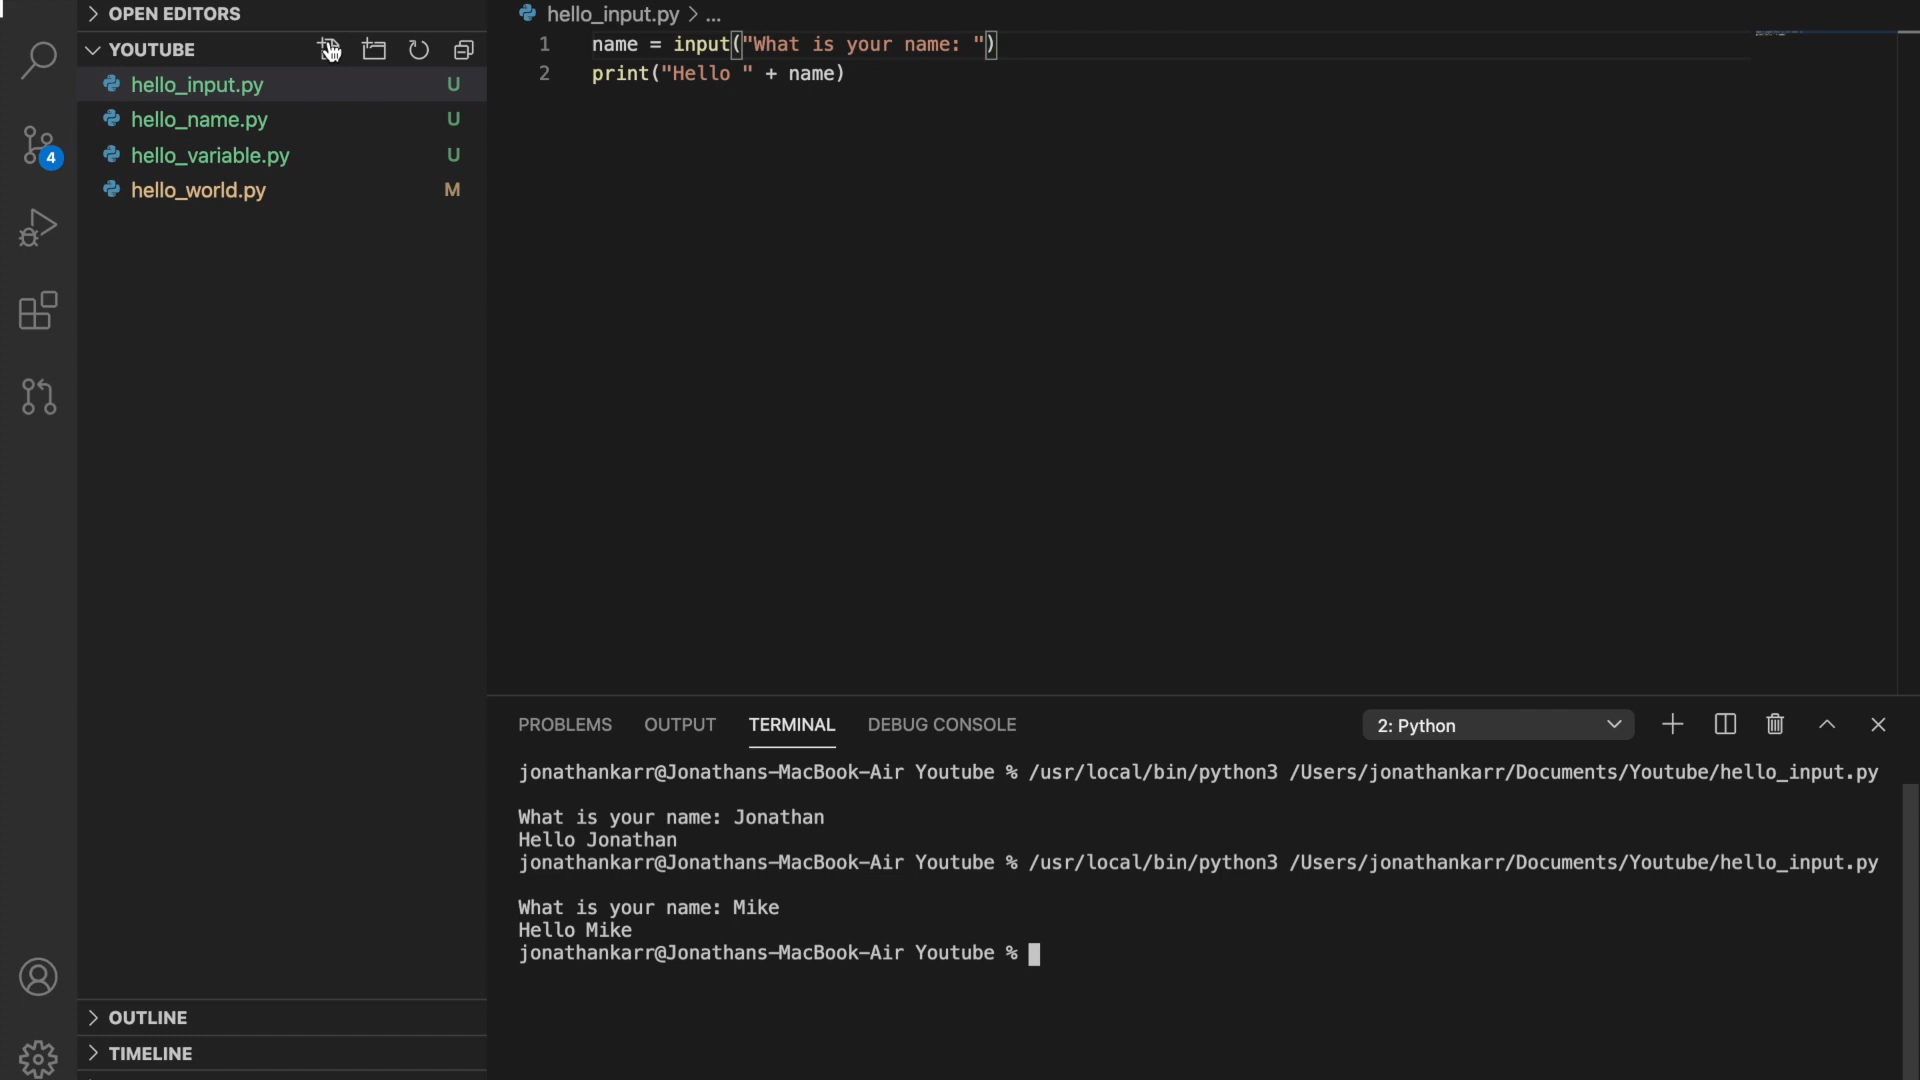 OPEN EDITORS
YOUTUBE
hello_input.py U
hello_name.py U
hello_variable.py U
hello_world.py M
4
OUTLINE
TIMELINE
hello_input.py > ...
1 name = input("What is your name: ")
2 print("Hello " + name)
PROBLEMS OUTPUT TERMINAL DEBUG CONSOLE 2: Python
jonathankarr@Jonathans-MacBook-Air Youtube % /usr/local/bin/python3 /Users/jonathankarr/Documents/Youtube/hello_input.py
What is your name: Jonathan
Hello Jonathan
jonathankarr@Jonathans-MacBook-Air Youtube % /usr/local/bin/python3 /Users/jonathankarr/Documents/Youtube/hello_input.py
What is your name: Mike
Hello Mike
jonathankarr@Jonathans-MacBook-Air Youtube %